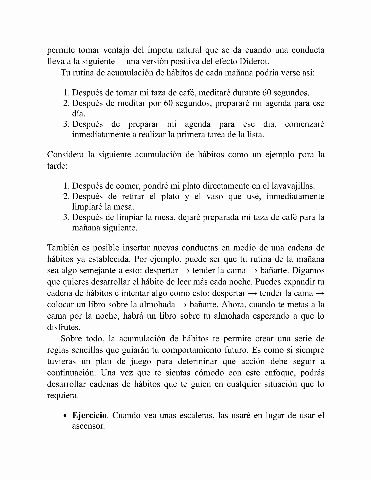 permite tomar ventaja del ímpetu natural que se da cuando una conducta
lleva a la siguiente —una versión positiva del efecto Diderot.
Tu rutina de acumulación de hábitos de cada mañana podría verse así:
1. Después de tomar mi taza de café, meditaré durante 60 segundos.
2. Después de meditar por 60 segundos, prepararé mi agenda para ese
día.
3. Después de preparar mi agenda para ese día, comenzaré
inmediatamente a realizar la primera tarea de la lista.
Considera la siguiente acumulación de hábitos como un ejemplo para la
tarde:
1. Después de comer, pondré mi plato directamente en el lavavajillas.
2. Después de retirar el plato y el vaso que use, inmediatamente
limpiaré la mesa.
3. Después de limpiar la mesa, dejaré preparada mi taza de café para la
mañana siguiente.
También es posible insertar nuevas conductas en medio de una cadena de
hábitos ya establecida. Por ejemplo, puede ser que tu rutina de la mañana
sea algo semejante a esto: despertar → tender la cama → bañarte. Digamos
que quieres desarrollar el hábito de leer más cada noche. Puedes expandir tu
cadena de hábitos e intentar algo como esto: despertar → tender la cama →
colocar un libro sobre la almohada → bañarte. Ahora, cuando te metas a la
cama por la noche, habrá un libro sobre tu almohada esperando a que lo
disfrutes.
Sobre todo, la acumulación de hábitos te permite crear una serie de
reglas sencillas que guiarán tu comportamiento futuro. Es como si siempre
tuvieras un plan de juego para determinar qué acción debe seguir a
continuación. Una vez que te sientas cómodo con este enfoque, podrás
desarrollar cadenas de hábitos que te guíen en cualquier situación que lo
requiera.
• Ejercicio. Cuando vea unas escaleras, las usaré en lugar de usar el
ascensor.